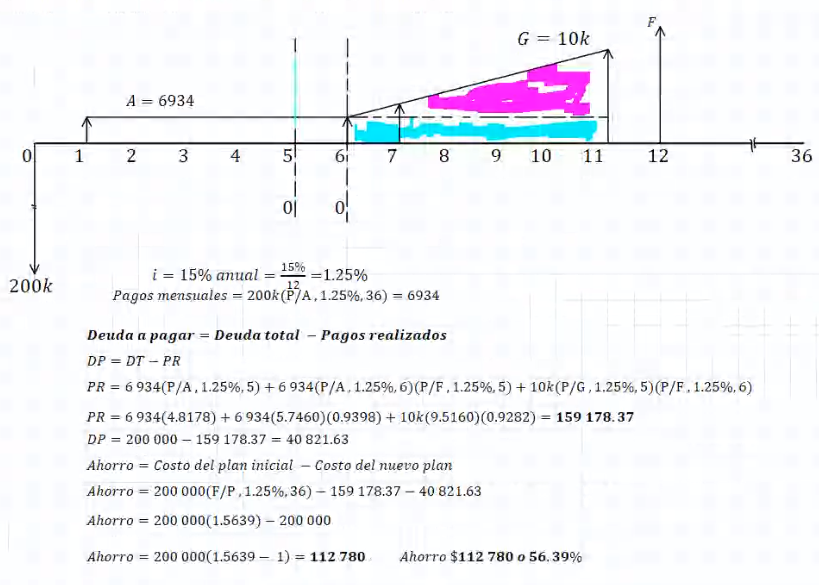 F
G = 10k
A = 6934
0 1 2 3 4 5 6 7 8 9 10 11 12 36
0 0
200k
i = 15% anual = 15%/12 =1.25%
Pagos mensuales = 200k(P/A , 1.25%, 36) = 6934
Deuda a pagar = Deuda total − Pagos realizados
DP = DT − PR
PR = 6 934(P/A , 1.25%, 5) + 6 934(P/A , 1.25%, 6)(P/F , 1.25%, 5) + 10k(P/G , 1.25%, 5)(P/F , 1.25%, 6)
PR = 6 934(4.8178) + 6 934(5.7460)(0.9398) + 10k(9.5160)(0.9282) = 159 178.37
DP = 200 000 − 159 178.37 = 40 821.63
Ahorro = Costo del plan inicial − Costo del nuevo plan
Ahorro = 200 000(F/P , 1.25%, 36) − 159 178.37 − 40 821.63
Ahorro = 200 000(1.5639) − 200 000
Ahorro = 200 000(1.5639 − 1) = 112 780 Ahorro $112 780 o 56.39%